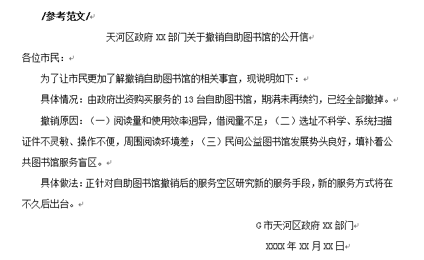 /参考范文/
天河区政府 XX 部门关于撤销自助图书馆的公开信
各位市民：
为了让市民更加了解撤销自助图书馆的相关事宜，现说明如下：
具体情况：由政府出资购买服务的 13 台自助图书馆，期满未再续约，已经全部撤掉。
撤销原因：（一）阅读量和使用效率迥异，借阅量不足；（二）选址不科学、系统扫描
证件不灵敏、操作不便，周围阅读环境差；（三）民间公益图书馆发展势头良好，填补着公
共图书馆服务盲区。
具体做法：正针对自助图书馆撤销后的服务空区研究新的服务手段，新的服务方式将在
不久后出台。
G 市天河区政府 XX 部门
XXXX 年 XX 月 XX 日